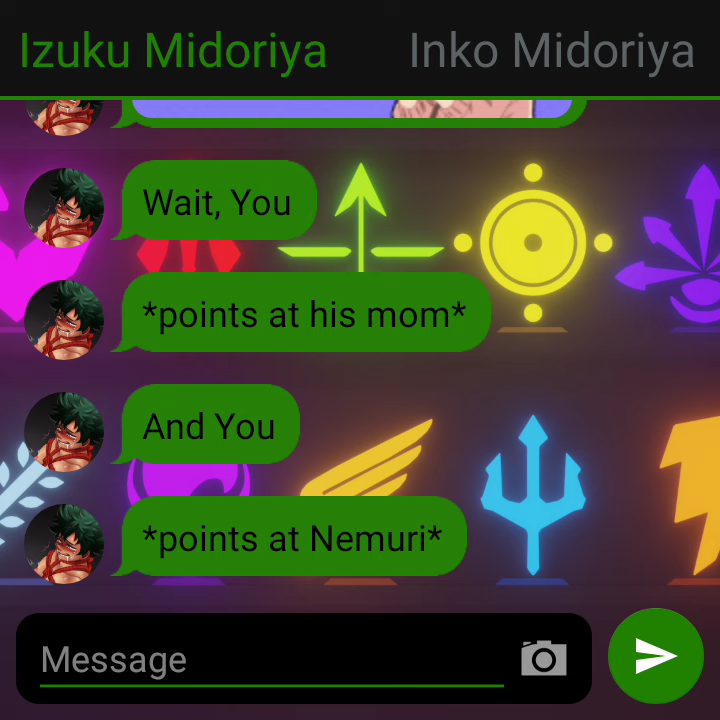 Izuku Midoriya Inko Midoriya
Wait, You
*points at his mom*
And You
*points at Nemuri*
Message